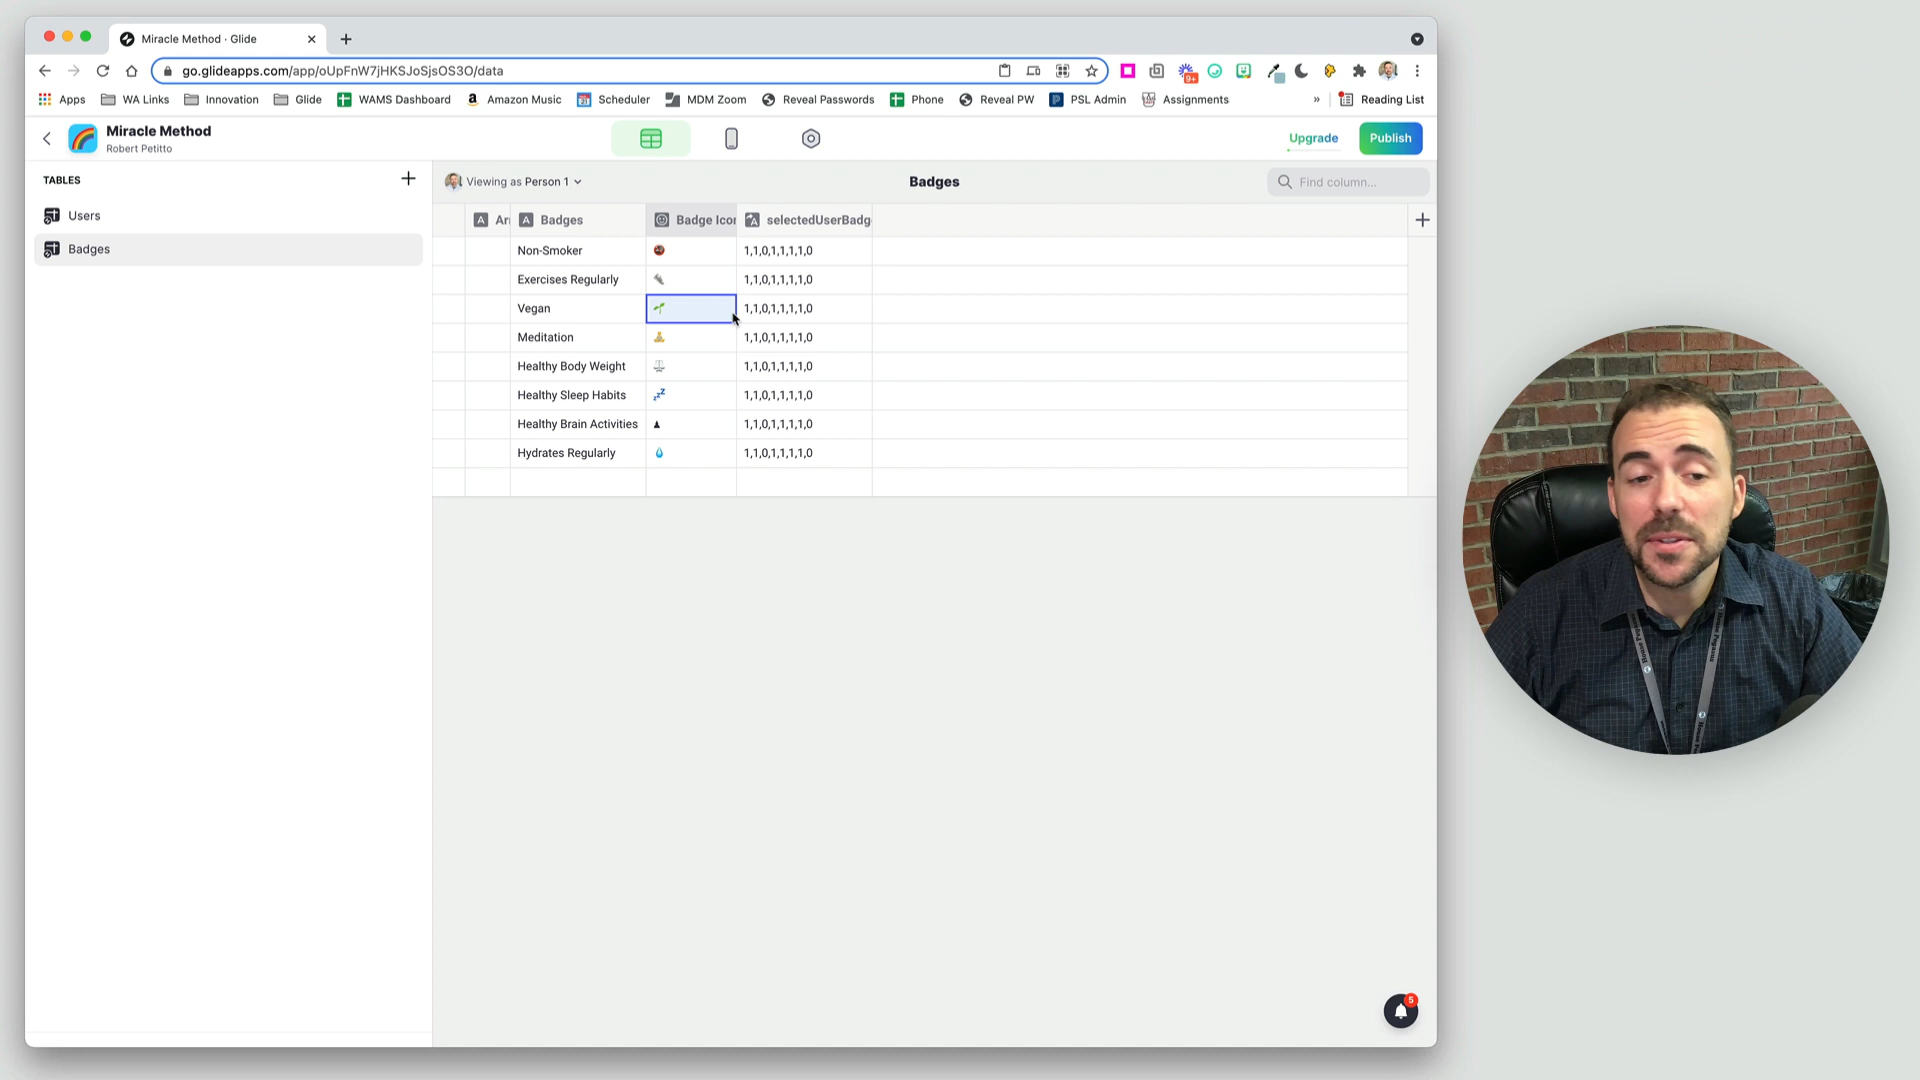 Miracle Method · Glide
go.glideapps.com/app/oUpFnW7jHKSJoSjsOS3O/data
9+
Apps
WA Links
Innovation
Glide
WAMS Dashboard
Amazon Music
Scheduler
MDM Zoom
Reveal Passwords
Phone
Reveal PW
PSL Admin
Assignments
»
Reading List
Miracle Method
Robert Petitto
Upgrade
Publish
TABLES
Users
Badges
Viewing as Person 1
Badges
Find column...
Badges
Badge Icon
selectedUserBadg
Non-Smoker 1,1,0,1,1,1,1,0
Exercises Regularly 1,1,0,1,1,1,1,0
Vegan 1,1,0,1,1,1,1,0
Meditation 1,1,0,1,1,1,1,0
Healthy Body Weight 1,1,0,1,1,1,1,0
Healthy Sleep Habits 1,1,0,1,1,1,1,0
Healthy Brain Activities 1,1,0,1,1,1,1,0
Hydrates Regularly 1,1,0,1,1,1,1,0
5